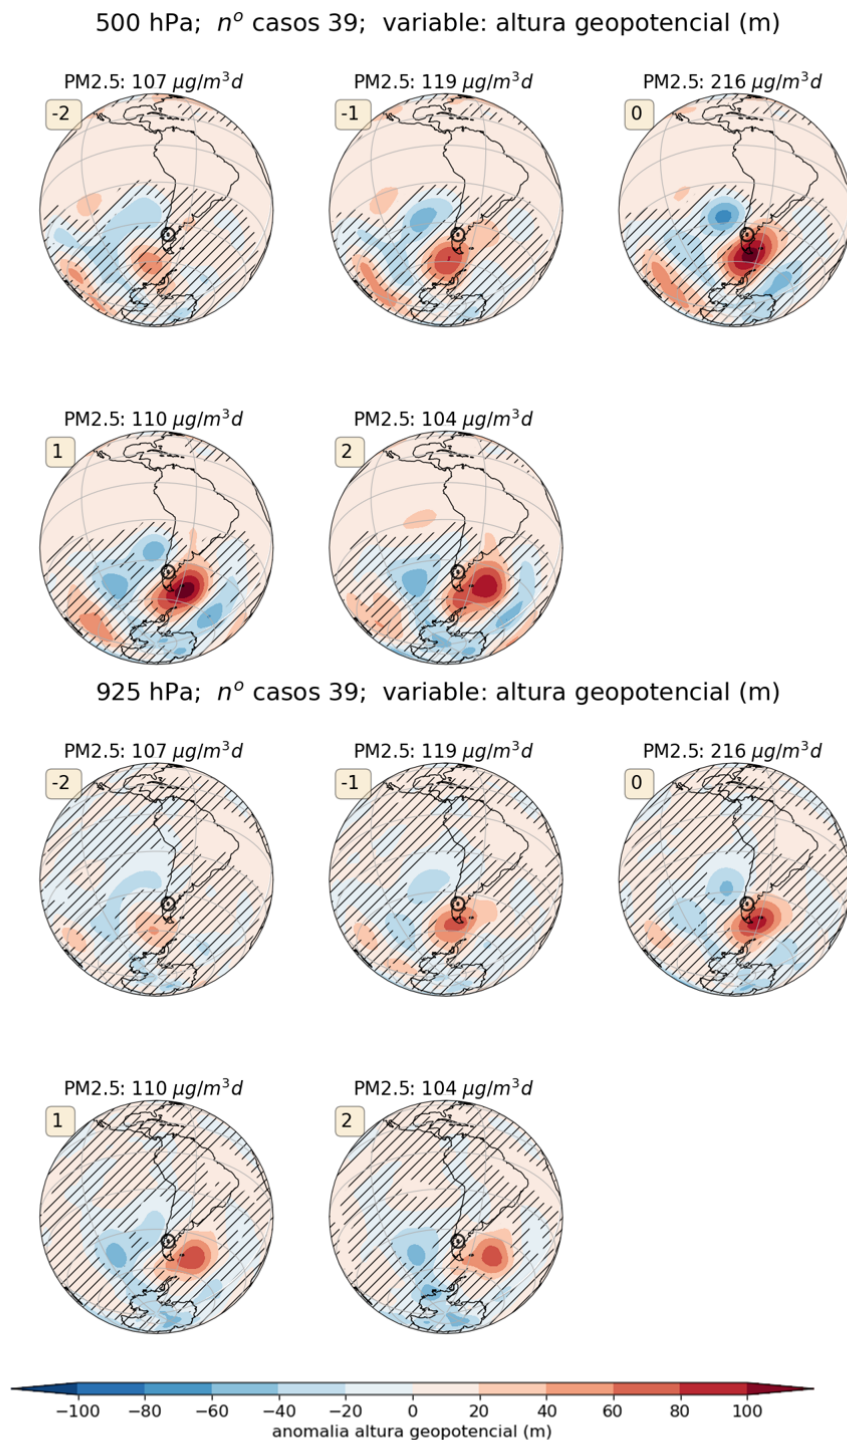 500 hPa; nº casos 39; variable: altura geopotencial (m)
PM2.5: 107 μg/m³d
-2
PM2.5: 119 μg/m³d
-1
PM2.5: 216 μg/m³d
0
PM2.5: 110 μg/m³d
1
PM2.5: 104 μg/m³d
2
925 hPa; nº casos 39; variable: altura geopotencial (m)
PM2.5: 107 μg/m³d
-2
PM2.5: 119 μg/m³d
-1
PM2.5: 216 μg/m³d
0
PM2.5: 110 μg/m³d
1
PM2.5: 104 μg/m³d
2
−100 −80 −60 −40 −20 0 20 40 60 80 100
anomalia altura geopotencial (m)